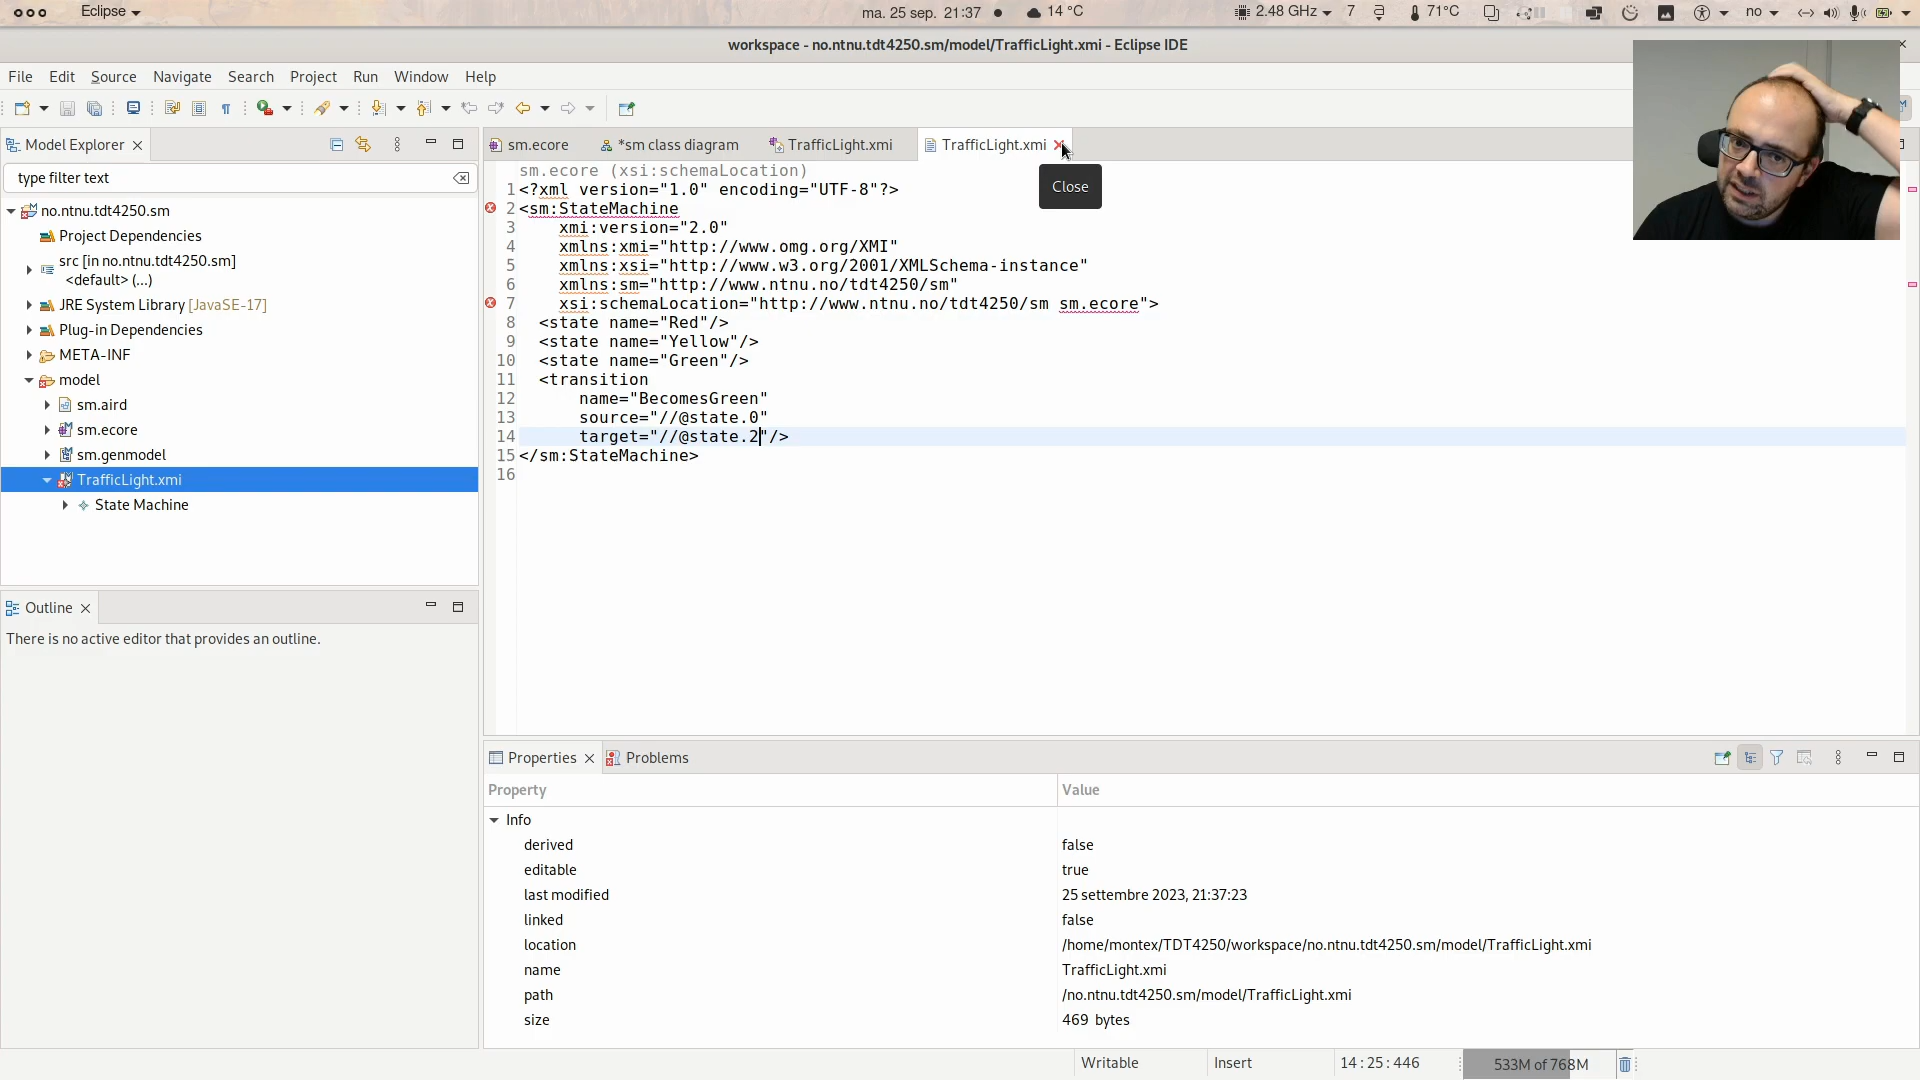 Eclipse
ma. 25 sep. 21:37
14 °C
2.48 GHz
7
71°C
no
workspace - no.ntnu.tdt4250.sm/model/TrafficLight.xmi - Eclipse IDE
File Edit Source Navigate Search Project Run Window Help
Model Explorer
type filter text
no.ntnu.tdt4250.sm
Project Dependencies
src [in no.ntnu.tdt4250.sm]
<default> (...)
JRE System Library [JavaSE-17]
Plug-in Dependencies
META-INF
model
sm.aird
sm.ecore
sm.genmodel
TrafficLight.xmi
State Machine
Outline
There is no active editor that provides an outline.
sm.ecore
*sm class diagram
TrafficLight.xmi
TrafficLight.xmi
Close
sm.ecore (xsi:schemaLocation)
1 <?xml version="1.0" encoding="UTF-8"?>
2 <sm:StateMachine
3 xmi:version="2.0"
4 xmlns:xmi="http://www.omg.org/XMI"
5 xmlns:xsi="http://www.w3.org/2001/XMLSchema-instance"
6 xmlns:sm="http://www.ntnu.no/tdt4250/sm"
7 xsi:schemaLocation="http://www.ntnu.no/tdt4250/sm sm.ecore">
8 <state name="Red"/>
9 <state name="Yellow"/>
10 <state name="Green"/>
11 <transition
12 name="BecomesGreen"
13 source="//@state.0"
14 target="//@state.2"/>
15 </sm:StateMachine>
16
Properties
Problems
Property Value
Info
derived false
editable true
last modified 25 settembre 2023, 21:37:23
linked false
location /home/montex/TDT4250/workspace/no.ntnu.tdt4250.sm/model/TrafficLight.xmi
name TrafficLight.xmi
path /no.ntnu.tdt4250.sm/model/TrafficLight.xmi
size 469 bytes
Writable
Insert
14 : 25 : 446
533M of 768M